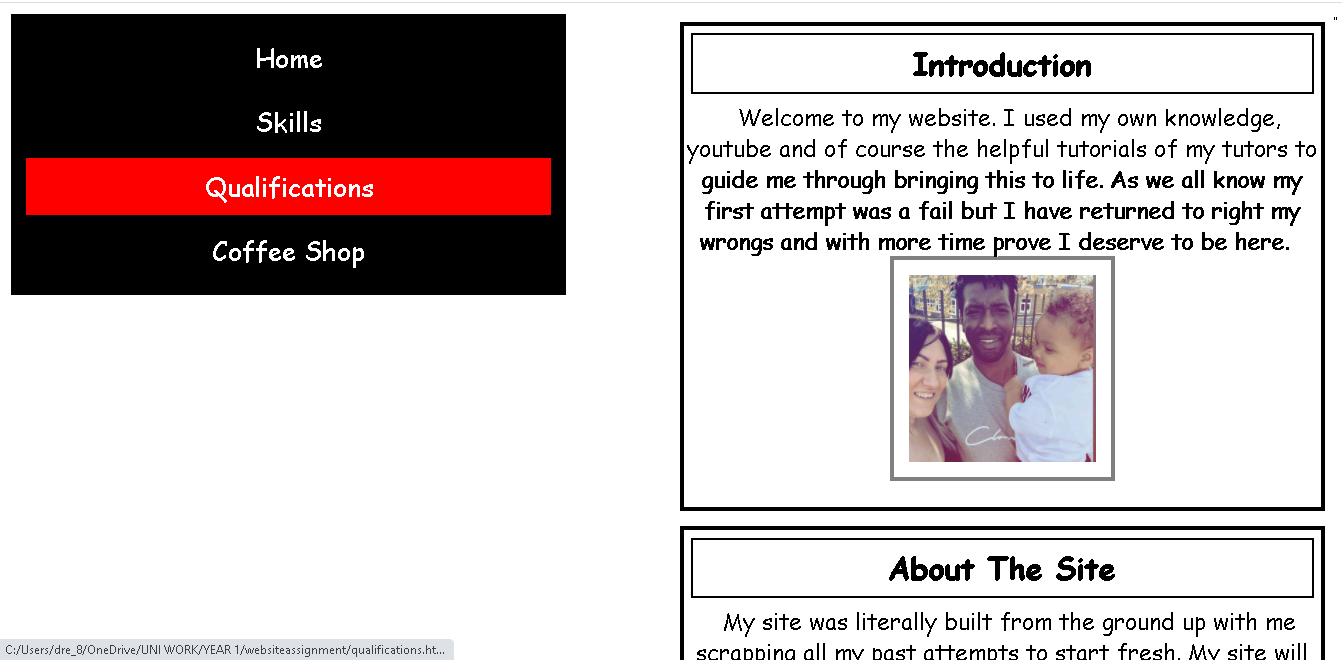 Home
Skills
Qualifications
Coffee Shop
"
Introduction
Welcome to my website. I used my own knowledge,
youtube and of course the helpful tutorials of my tutors to
guide me through bringing this to life. As we all know my
first attempt was a fail but I have returned to right my
wrongs and with more time prove I deserve to be here.
About The Site
My site was literally built from the ground up with me
scrapping all my past attempts to start fresh. My site will
C:/Users/dre_8/OneDrive/UNI WORK/YEAR 1/websiteassignment/qualifications.ht...